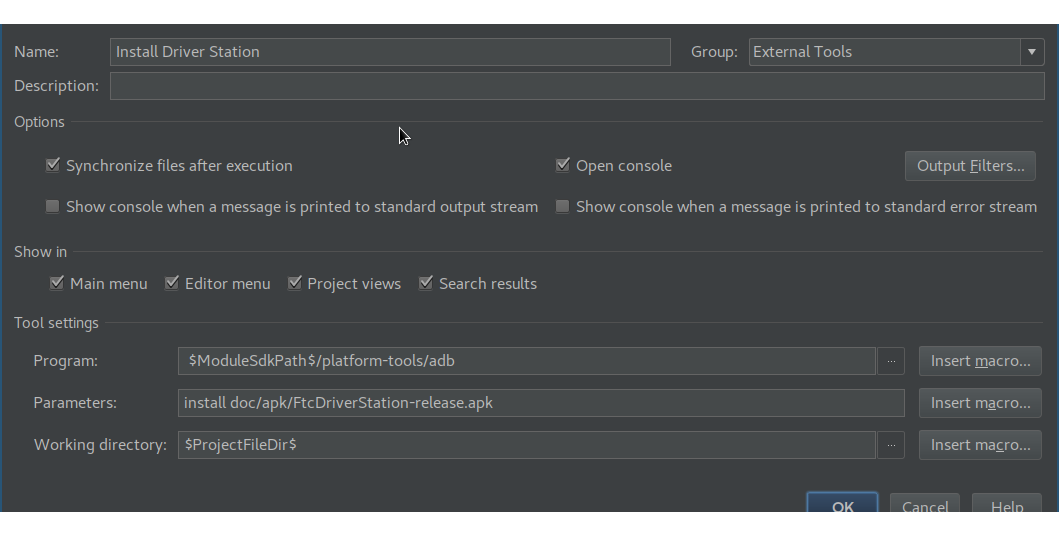 Name: Install Driver Station Group: External Tools
Description:
Options
Synchronize files after execution Open console Output Filters...
Show console when a message is printed to standard output stream Show console when a message is printed to standard error stream
Show in
Main menu Editor menu Project views Search results
Tool settings
Program: $ModuleSdkPath$/platform-tools/adb ... Insert macro...
Parameters: install doc/apk/FtcDriverStation-release.apk Insert macro...
Working directory: $ProjectFileDir$ ... Insert macro...
OK Cancel Help